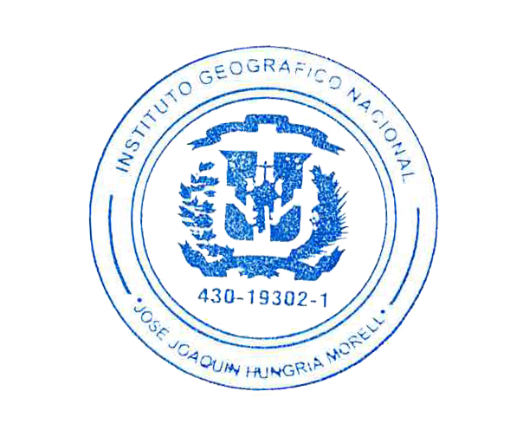 INSTITUTO GEOGRAFICO NACIONAL
430-19302-1
•JOSE JOAQUIN HUNGRIA MORELL•